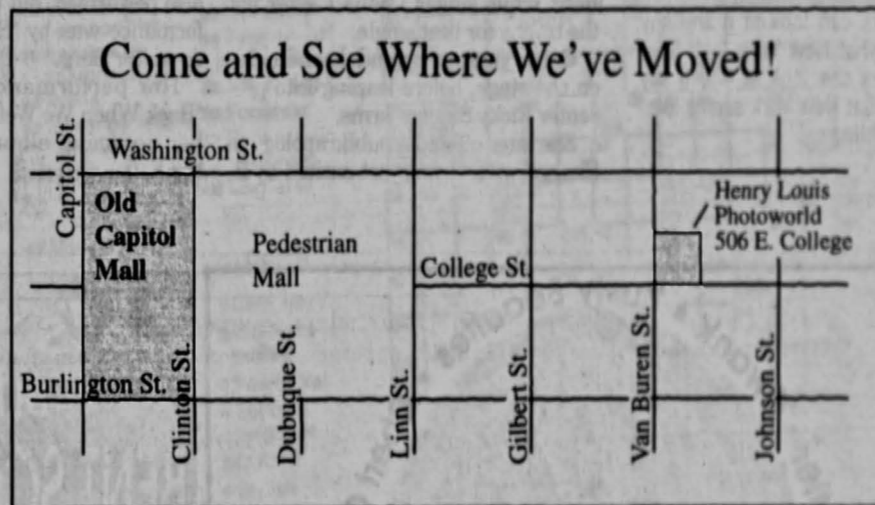 Come and See Where We've Moved!
Capitol St.
Washington St.
Old
Capitol
Mall
Pedestrian
Mall
College St.
Henry Louis
Photoworld
506 E. College
Burlington St.
Clinton St.
Dubuque St.
Linn St.
Gilbert St.
Van Buren St.
Johnson St.